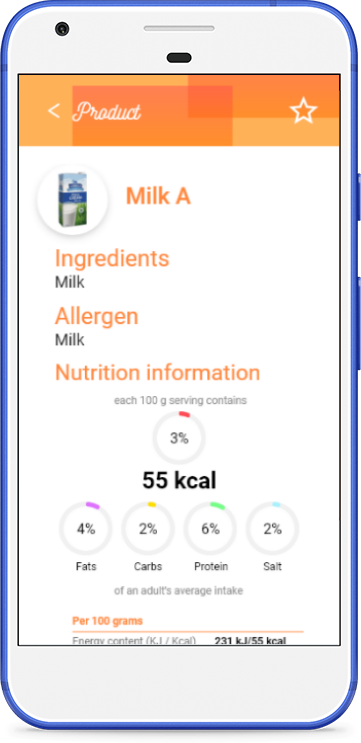 < Product
Milk A
Ingredients
Milk
Allergen
Milk
Nutrition information
each 100 g serving contains
3%
55 kcal
4% 2% 6% 2%
Fats Carbs Protein Salt
of an adult's average intake
Per 100 grams
Energy content (KJ / Kcal) 231 kJ/55 kcal